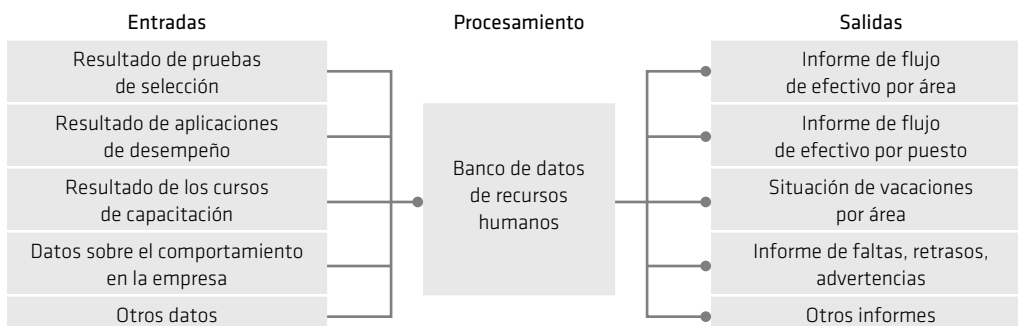 Entradas
Procesamiento
Salidas
Resultado de pruebas
de selección
Resultado de aplicaciones
de desempeño
Resultado de los cursos
de capacitación
Datos sobre el comportamiento
en la empresa
Otros datos
Banco de datos
de recursos
humanos
Informe de flujo
de efectivo por área
Informe de flujo
de efectivo por puesto
Situación de vacaciones
por área
Informe de faltas, retrasos,
advertencias
Otros informes